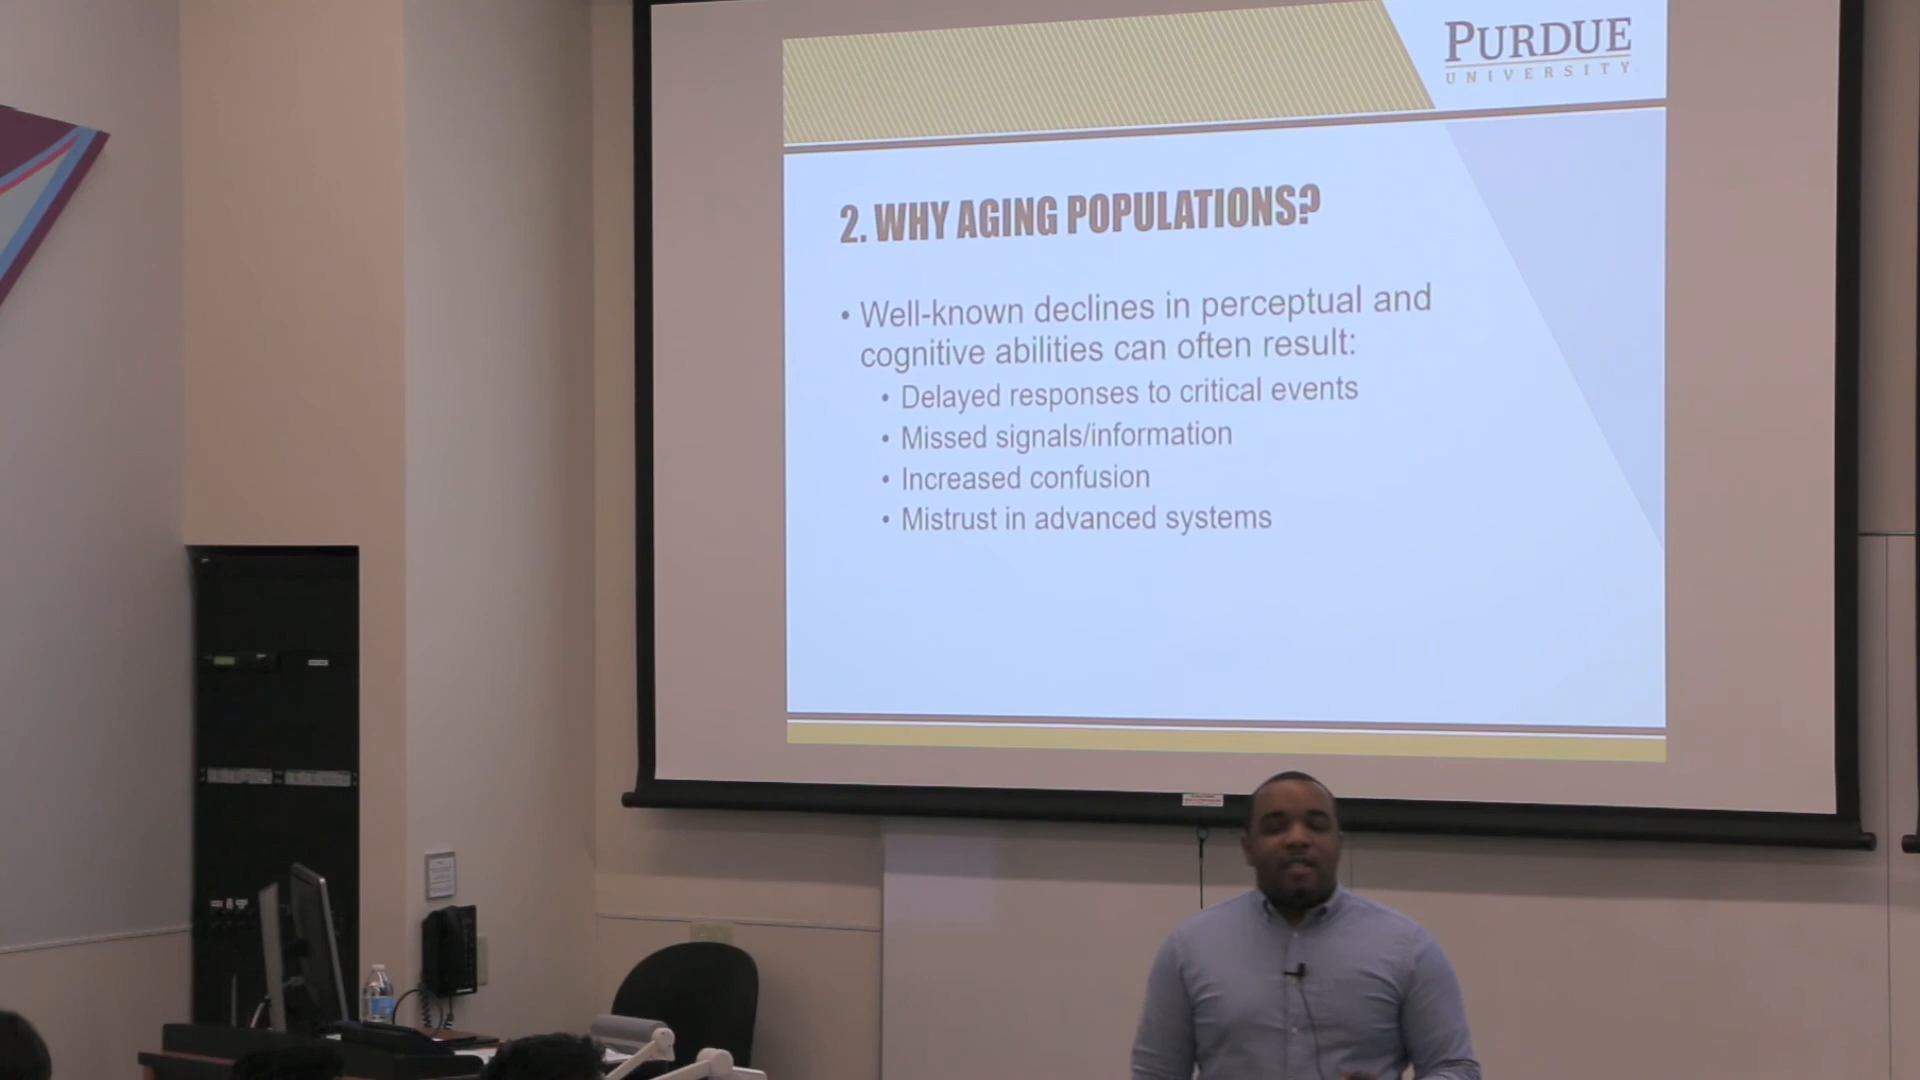 PURDUE
UNIVERSITY
2. WHY AGING POPULATIONS?
• Well-known declines in perceptual and
cognitive abilities can often result:
• Delayed responses to critical events
• Missed signals/information
• Increased confusion
• Mistrust in advanced systems